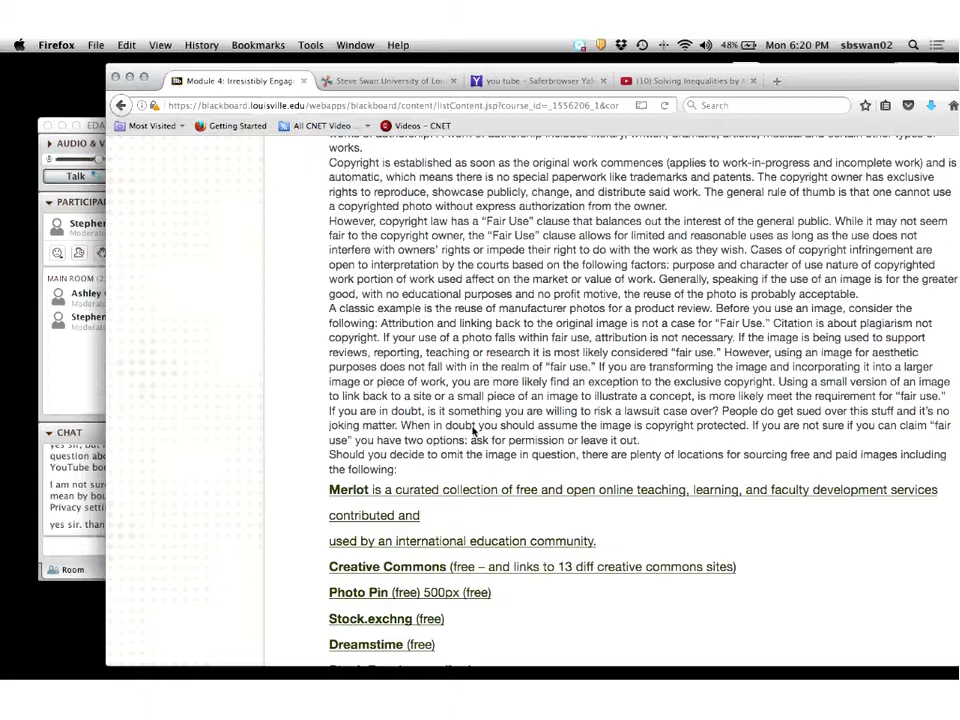 Firefox File Edit View History Bookmarks Tools Window Help 48% Mon 6:20 PM sbswan02
Module 4: Irresistibly Engag Steve Swan University of Lou you tube - Saferbrowser Yah (10) Solving Inequalities by M
https://blackboard.louisville.edu/webapps/blackboard/content/listContent.jsp?course_id=_1556206_1&cor Search
Most Visited Getting Started All CNET Video ... Videos – CNET
EDA
AUDIO & V
Talk
PARTICIPA
Stephen
Moderato
MAIN ROOM (2
Ashley
Moderato
Stephen
Moderato
CHAT
question abo
YouTube bo
I am not sur
mean by bou
Privacy setti
yes sir. than
Room
works.
Copyright is established as soon as the original work commences (applies to work-in-progress and incomplete work) and is
automatic, which means there is no special paperwork like trademarks and patents. The copyright owner has exclusive
rights to reproduce, showcase publicly, change, and distribute said work. The general rule of thumb is that one cannot use
a copyrighted photo without express authorization from the owner.
However, copyright law has a “Fair Use” clause that balances out the interest of the general public. While it may not seem
fair to the copyright owner, the “Fair Use” clause allows for limited and reasonable uses as long as the use does not
interfere with owners’ rights or impede their right to do with the work as they wish. Cases of copyright infringement are
open to interpretation by the courts based on the following factors: purpose and character of use nature of copyrighted
work portion of work used affect on the market or value of work. Generally, speaking if the use of an image is for the greater
good, with no educational purposes and no profit motive, the reuse of the photo is probably acceptable.
A classic example is the reuse of manufacturer photos for a product review. Before you use an image, consider the
following: Attribution and linking back to the original image is not a case for “Fair Use.” Citation is about plagiarism not
copyright. If your use of a photo falls within fair use, attribution is not necessary. If the image is being used to support
reviews, reporting, teaching or research it is most likely considered “fair use.” However, using an image for aesthetic
purposes does not fall with in the realm of “fair use.” If you are transforming the image and incorporating it into a larger
image or piece of work, you are more likely find an exception to the exclusive copyright. Using a small version of an image
to link back to a site or a small piece of an image to illustrate a concept, is more likely meet the requirement for “fair use.”
If you are in doubt, is it something you are willing to risk a lawsuit case over? People do get sued over this stuff and it’s no
joking matter. When in doubt you should assume the image is copyright protected. If you are not sure if you can claim “fair
use” you have two options: ask for permission or leave it out.
Should you decide to omit the image in question, there are plenty of locations for sourcing free and paid images including
the following:
Merlot is a curated collection of free and open online teaching, learning, and faculty development services
contributed and
used by an international education community.
Creative Commons (free – and links to 13 diff creative commons sites)
Photo Pin (free) 500px (free)
Stock.exchng (free)
Dreamstime (free)